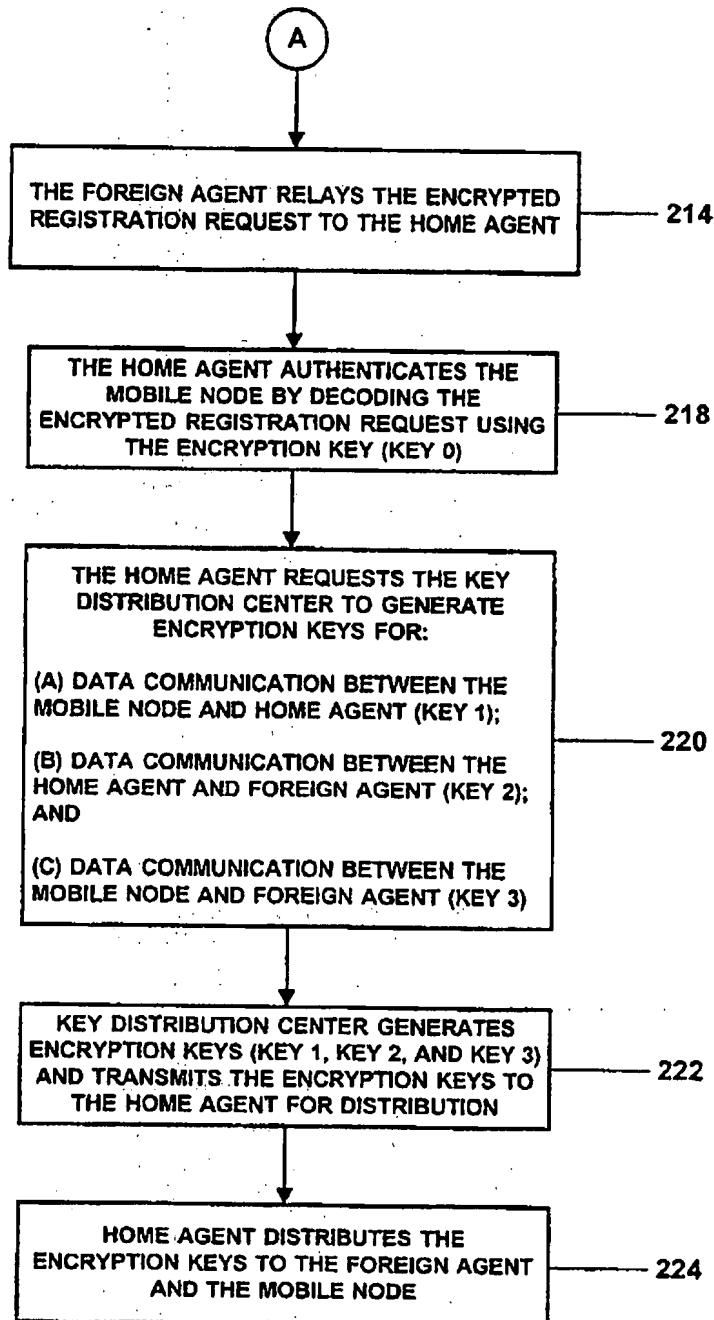 A
THE FOREIGN AGENT RELAYS THE ENCRYPTED
REGISTRATION REQUEST TO THE HOME AGENT
214
THE HOME AGENT AUTHENTICATES THE
MOBILE NODE BY DECODING THE
ENCRYPTED REGISTRATION REQUEST USING
THE ENCRYPTION KEY (KEY 0)
218
THE HOME AGENT REQUESTS THE KEY
DISTRIBUTION CENTER TO GENERATE
ENCRYPTION KEYS FOR:
(A) DATA COMMUNICATION BETWEEN THE
MOBILE NODE AND HOME AGENT (KEY 1);
(B) DATA COMMUNICATION BETWEEN THE
HOME AGENT AND FOREIGN AGENT (KEY 2);
AND
(C) DATA COMMUNICATION BETWEEN THE
MOBILE NODE AND FOREIGN AGENT (KEY 3)
220
KEY DISTRIBUTION CENTER GENERATES
ENCRYPTION KEYS (KEY 1, KEY 2, AND KEY 3)
AND TRANSMITS THE ENCRYPTION KEYS TO
THE HOME AGENT FOR DISTRIBUTION
222
HOME AGENT DISTRIBUTES THE
ENCRYPTION KEYS TO THE FOREIGN AGENT
AND THE MOBILE NODE
224